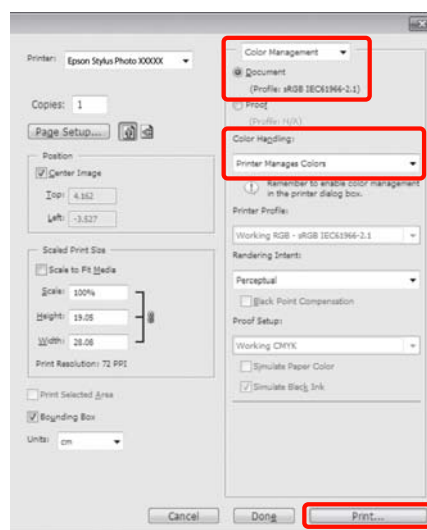 Printer: Epson Stylus Photo XXXXX
Copies: 1
Page Setup...
Position
Center Image
Top: 4.162
Left: -3.527
Scaled Print Size
Scale to Fit Media
Scale: 100%
Height: 19.05
Width: 28.08
Print Resolution: 72 PPI
Print Selected Area
Bounding Box
Units: cm
Color Management
Document
(Profile: sRGB IEC61966-2.1)
Proof
(Profile: N/A)
Color Handling:
Printer Manages Colors
Remember to enable color management
in the printer dialog box.
Printer Profile:
Working RGB - sRGB IEC61966-2.1
Rendering Intent:
Perceptual
Black Point Compensation
Proof Setup:
Working CMYK
Simulate Paper Color
Simulate Black Ink
Cancel
Done
Print...